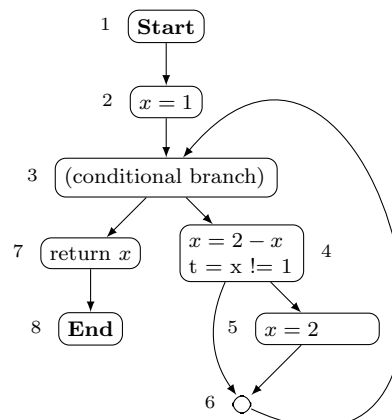 1 Start
2 x = 1
3 (conditional branch)
7 return x
x = 2 − x
t = x != 1
4
8 End
5 x = 2
6